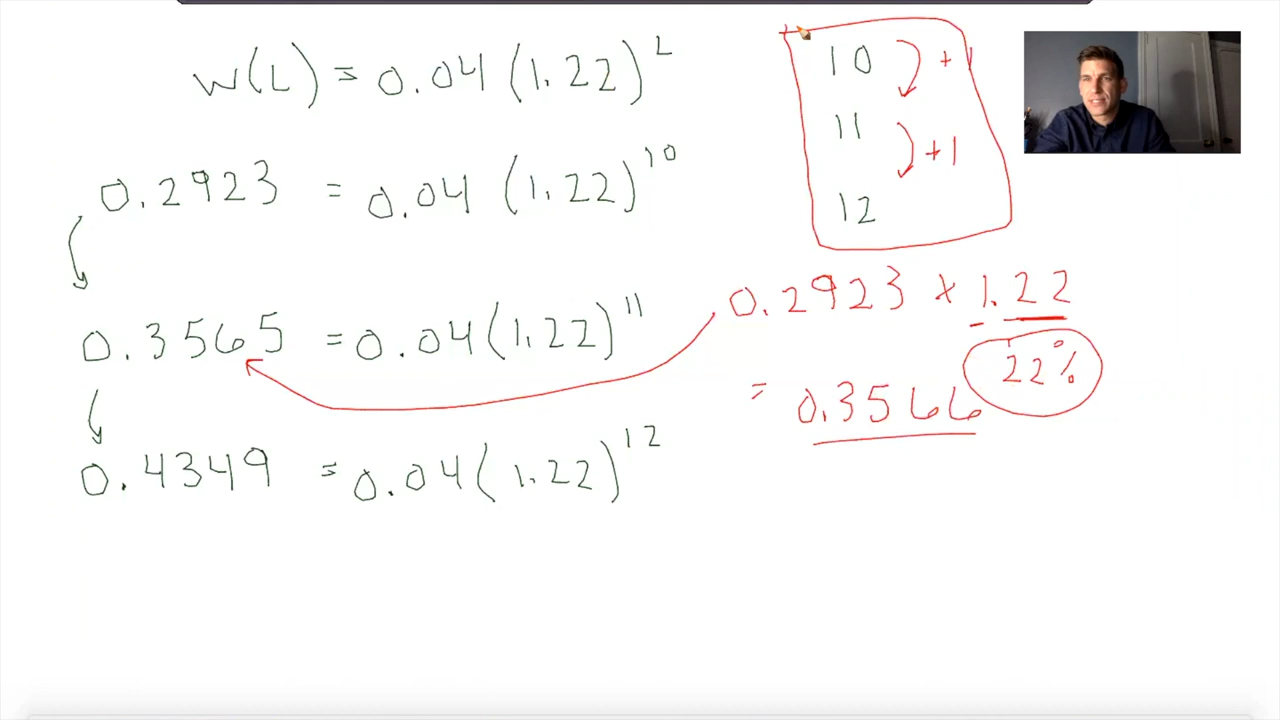 W(L) = 0.04 (1.22)^L
0.2923 = 0.04 (1.22)^10
0.3565 = 0.04 (1.22)^11
0.4349 = 0.04 (1.22)^12
10
+1
11
+1
12
0.2923 x 1.22
22%
= 0.3566